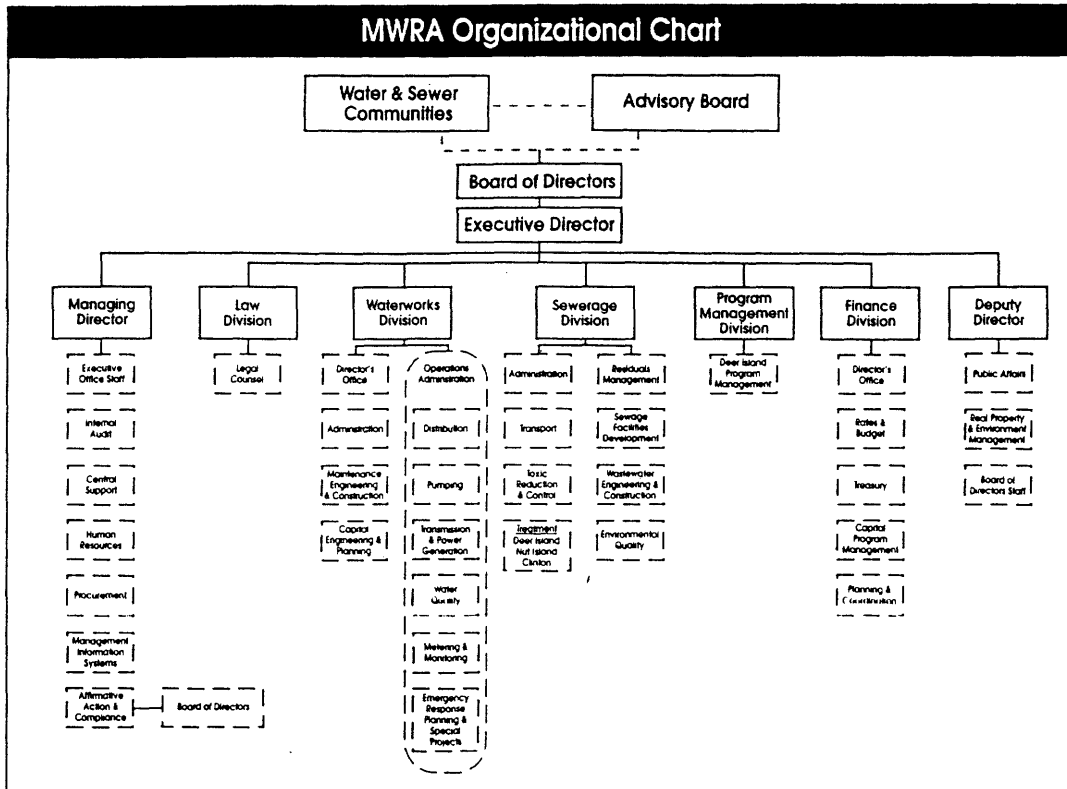 MWRA Organizational Chart
Water & Sewer
Communities
Advisory Board
Board of Directors
Executive Director
Managing
Director
Executive
Office Staff
Internal
Audit
Central
Support
Human
Resources
Procurement
Management
Information
Systems
Affirmative
Action &
Compliance
Board of Directors
Law
Division
Legal
Counsel
Waterworks
Division
Director's
Office
Administration
Maintenance
Engineering
& Construction
Capital
Engineering &
Planning
Operations
Administration
Distribution
Pumping
Transmission
& Power
Generation
Water
Quality
Metering &
Monitoring
Emergency
Response
Planning &
Special
Projects
Sewerage
Division
Administration
Transport
Toxic
Reduction
& Control
Treatment
Deer Island
Nut Island
Clinton
Residuals
Management
Sewage
Facilities
Development
Wastewater
Engineering &
Construction
Environmental
Quality
Program
Management
Division
Deer Island
Program
Management
Finance
Division
Director's
Office
Rates &
Budget
Treasury
Capital
Program
Management
Planning &
Coordination
Deputy
Director
Public Affairs
Real Property
& Environment
Management
Board of
Directors Staff